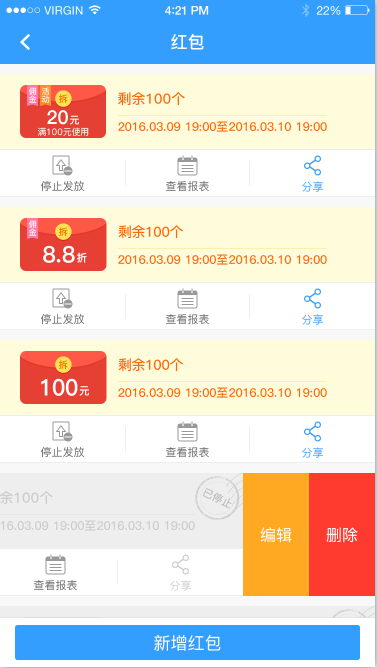 VIRGIN 4:21 PM 22%
红包
佣金 活动 拆
20元
满100元使用
剩余100个
2016.03.09 19:00至2016.03.10 19:00
停止发放 查看报表 分享
佣金 拆
8.8折
剩余100个
2016.03.09 19:00至2016.03.10 19:00
停止发放 查看报表 分享
拆
100元
剩余100个
2016.03.09 19:00至2016.03.10 19:00
停止发放 查看报表 分享
余100个
已停止
16.03.09 19:00至2016.03.10 19:00
查看报表 分享
编辑 删除
新增红包